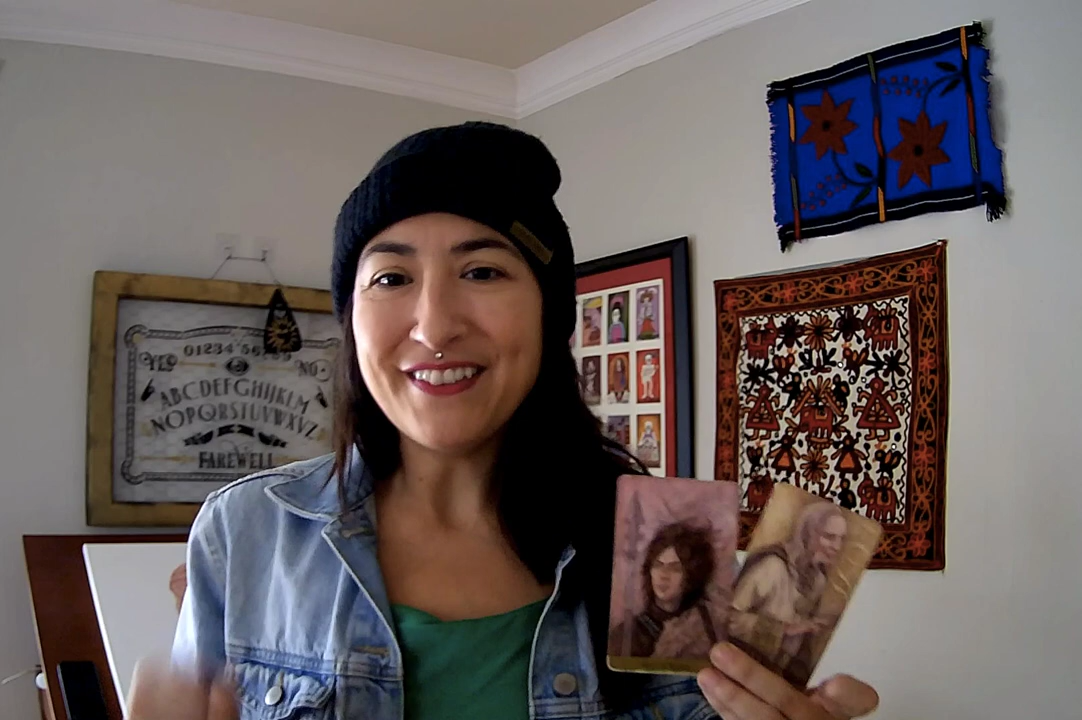 0123456789
YES NO
ABCDEFGHIJKLM
NOPQRSTUVWXYZ
FAREWELL